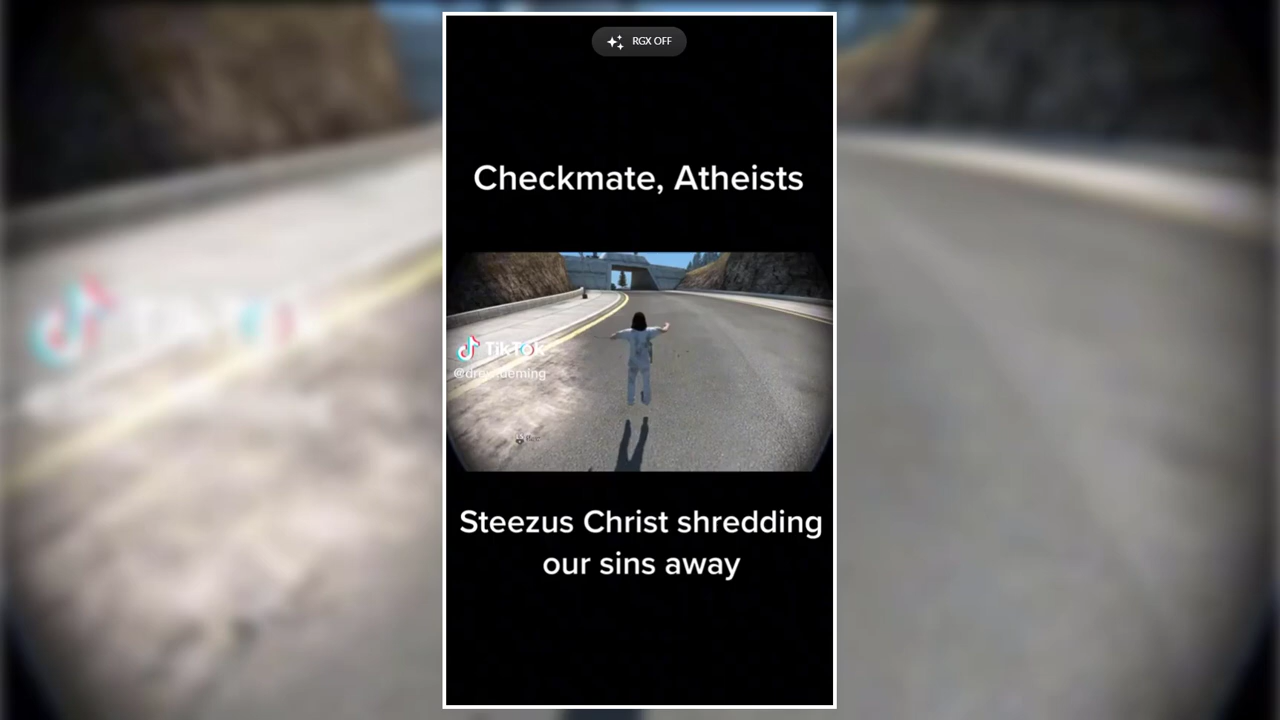 RGX OFF
Checkmate, Atheists
TikTok
Steezus Christ shredding
our sins away